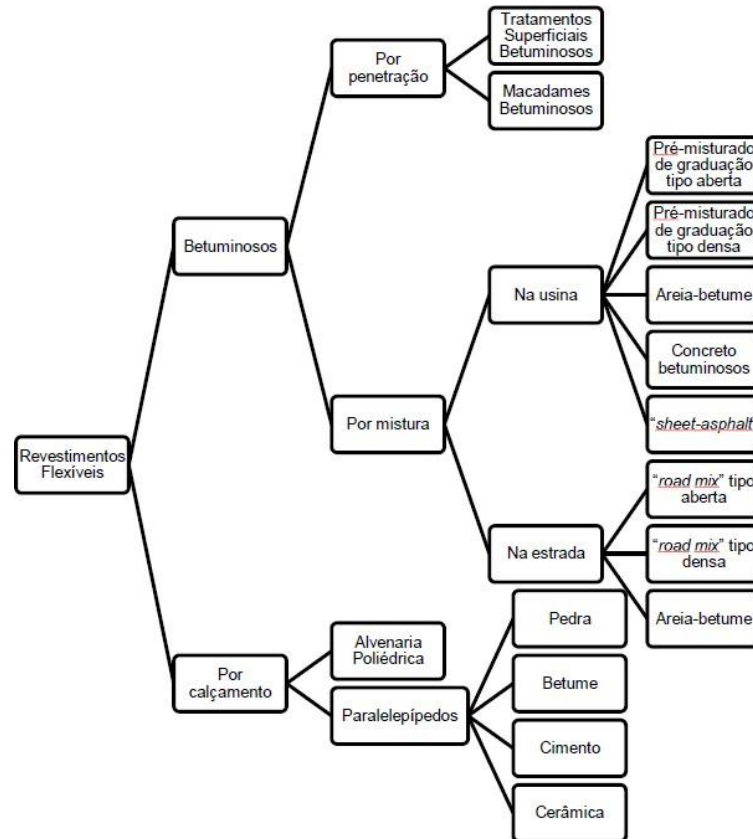 Revestimentos
Flexíveis
Betuminosos
Por
penetração
Tratamentos
Superficiais
Betuminosos
Macadames
Betuminosos
Por mistura
Na usina
Pré-misturado
de graduação
tipo aberta
Pré-misturado
de graduação
tipo densa
Areia-betume
Concreto
betuminosos
"sheet-asphalt
Na estrada
"road mix" tipo
aberta
"road mix" tipo
densa
Areia-betume
Por
calçamento
Alvenaria
Poliédrica
Paralelepípedos
Pedra
Betume
Cimento
Cerâmica